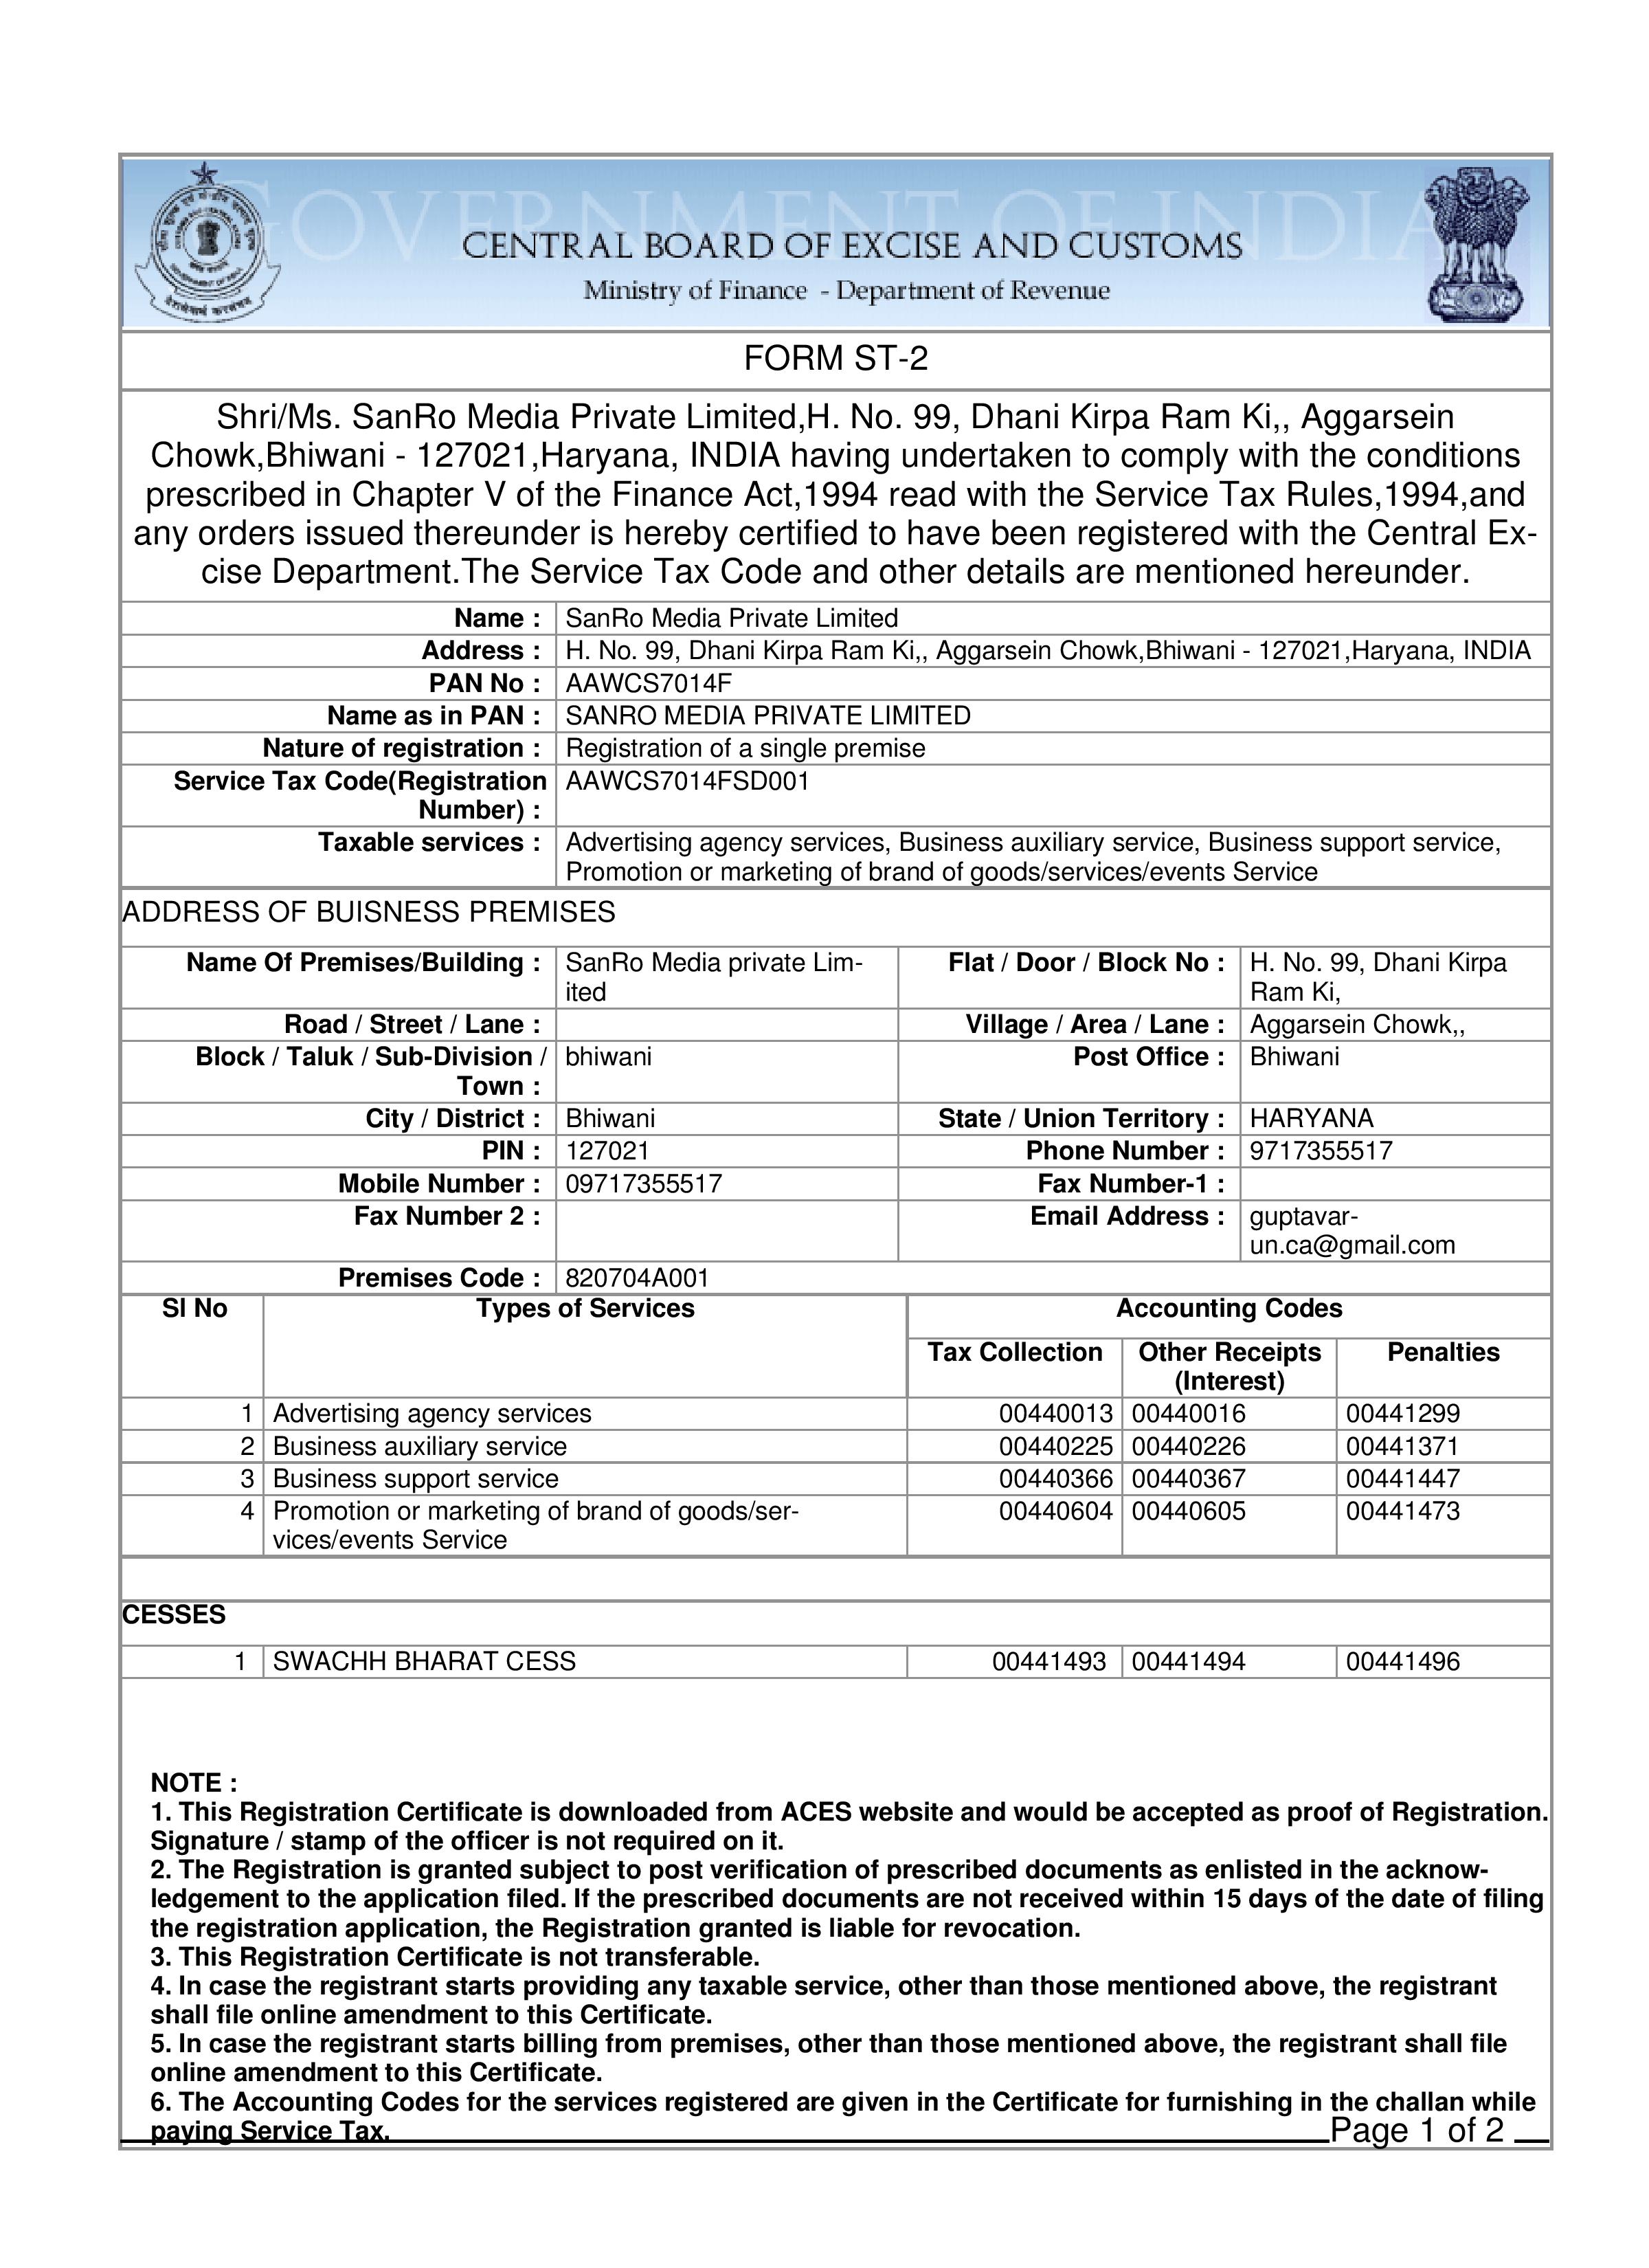 GOVERNMENT OF INDIA
CENTRAL BOARD OF EXCISE AND CUSTOMS
Ministry of Finance - Department of Revenue
FORM ST-2
Shri/Ms. SanRo Media Private Limited,H. No. 99, Dhani Kirpa Ram Ki,, Aggarsein
Chowk,Bhiwani - 127021,Haryana, INDIA having undertaken to comply with the conditions
prescribed in Chapter V of the Finance Act,1994 read with the Service Tax Rules,1994,and
any orders issued thereunder is hereby certified to have been registered with the Central Ex-
cise Department.The Service Tax Code and other details are mentioned hereunder.
Name : SanRo Media Private Limited
Address : H. No. 99, Dhani Kirpa Ram Ki,, Aggarsein Chowk,Bhiwani - 127021,Haryana, INDIA
PAN No : AAWCS7014F
Name as in PAN : SANRO MEDIA PRIVATE LIMITED
Nature of registration : Registration of a single premise
Service Tax Code(Registration AAWCS7014FSD001
Number) :
Taxable services : Advertising agency services, Business auxiliary service, Business support service,
Promotion or marketing of brand of goods/services/events Service
ADDRESS OF BUISNESS PREMISES
Name Of Premises/Building : SanRo Media private Lim- Flat / Door / Block No : H. No. 99, Dhani Kirpa
ited Ram Ki,
Road / Street / Lane : Village / Area / Lane : Aggarsein Chowk,,
Block / Taluk / Sub-Division / bhiwani Post Office : Bhiwani
Town :
City / District : Bhiwani State / Union Territory : HARYANA
PIN : 127021 Phone Number : 9717355517
Mobile Number : 09717355517 Fax Number-1 :
Fax Number 2 : Email Address : guptavar-
un.ca@gmail.com
Premises Code : 820704A001
Sl No Types of Services Accounting Codes
Tax Collection Other Receipts Penalties
(Interest)
1 Advertising agency services 00440013 00440016 00441299
2 Business auxiliary service 00440225 00440226 00441371
3 Business support service 00440366 00440367 00441447
4 Promotion or marketing of brand of goods/ser- 00440604 00440605 00441473
vices/events Service
CESSES
1 SWACHH BHARAT CESS 00441493 00441494 00441496
NOTE :
1. This Registration Certificate is downloaded from ACES website and would be accepted as proof of Registration.
Signature / stamp of the officer is not required on it.
2. The Registration is granted subject to post verification of prescribed documents as enlisted in the acknow-
ledgement to the application filed. If the prescribed documents are not received within 15 days of the date of filing
the registration application, the Registration granted is liable for revocation.
3. This Registration Certificate is not transferable.
4. In case the registrant starts providing any taxable service, other than those mentioned above, the registrant
shall file online amendment to this Certificate.
5. In case the registrant starts billing from premises, other than those mentioned above, the registrant shall file
online amendment to this Certificate.
6. The Accounting Codes for the services registered are given in the Certificate for furnishing in the challan while
paying Service Tax.
Page 1 of 2